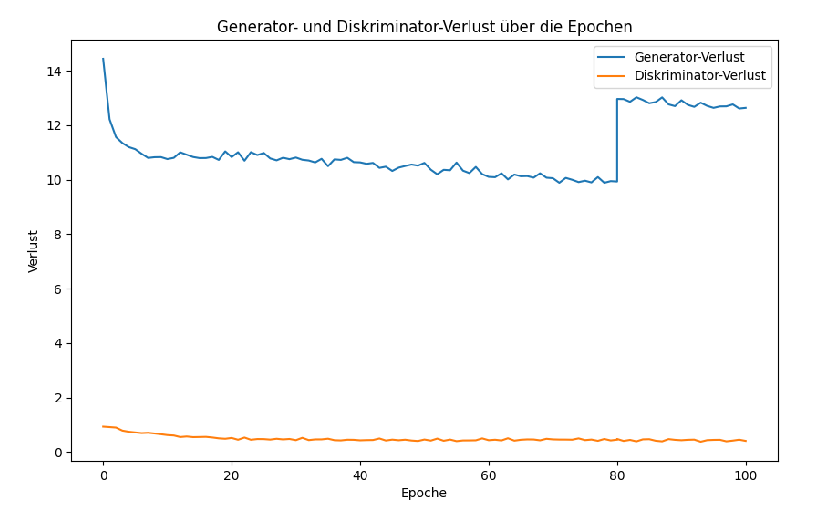 Generator- und Diskriminator-Verlust über die Epochen
Generator-Verlust
Diskriminator-Verlust
Verlust
14
12
10
8
6
4
2
0
0 20 40 60 80 100
Epoche